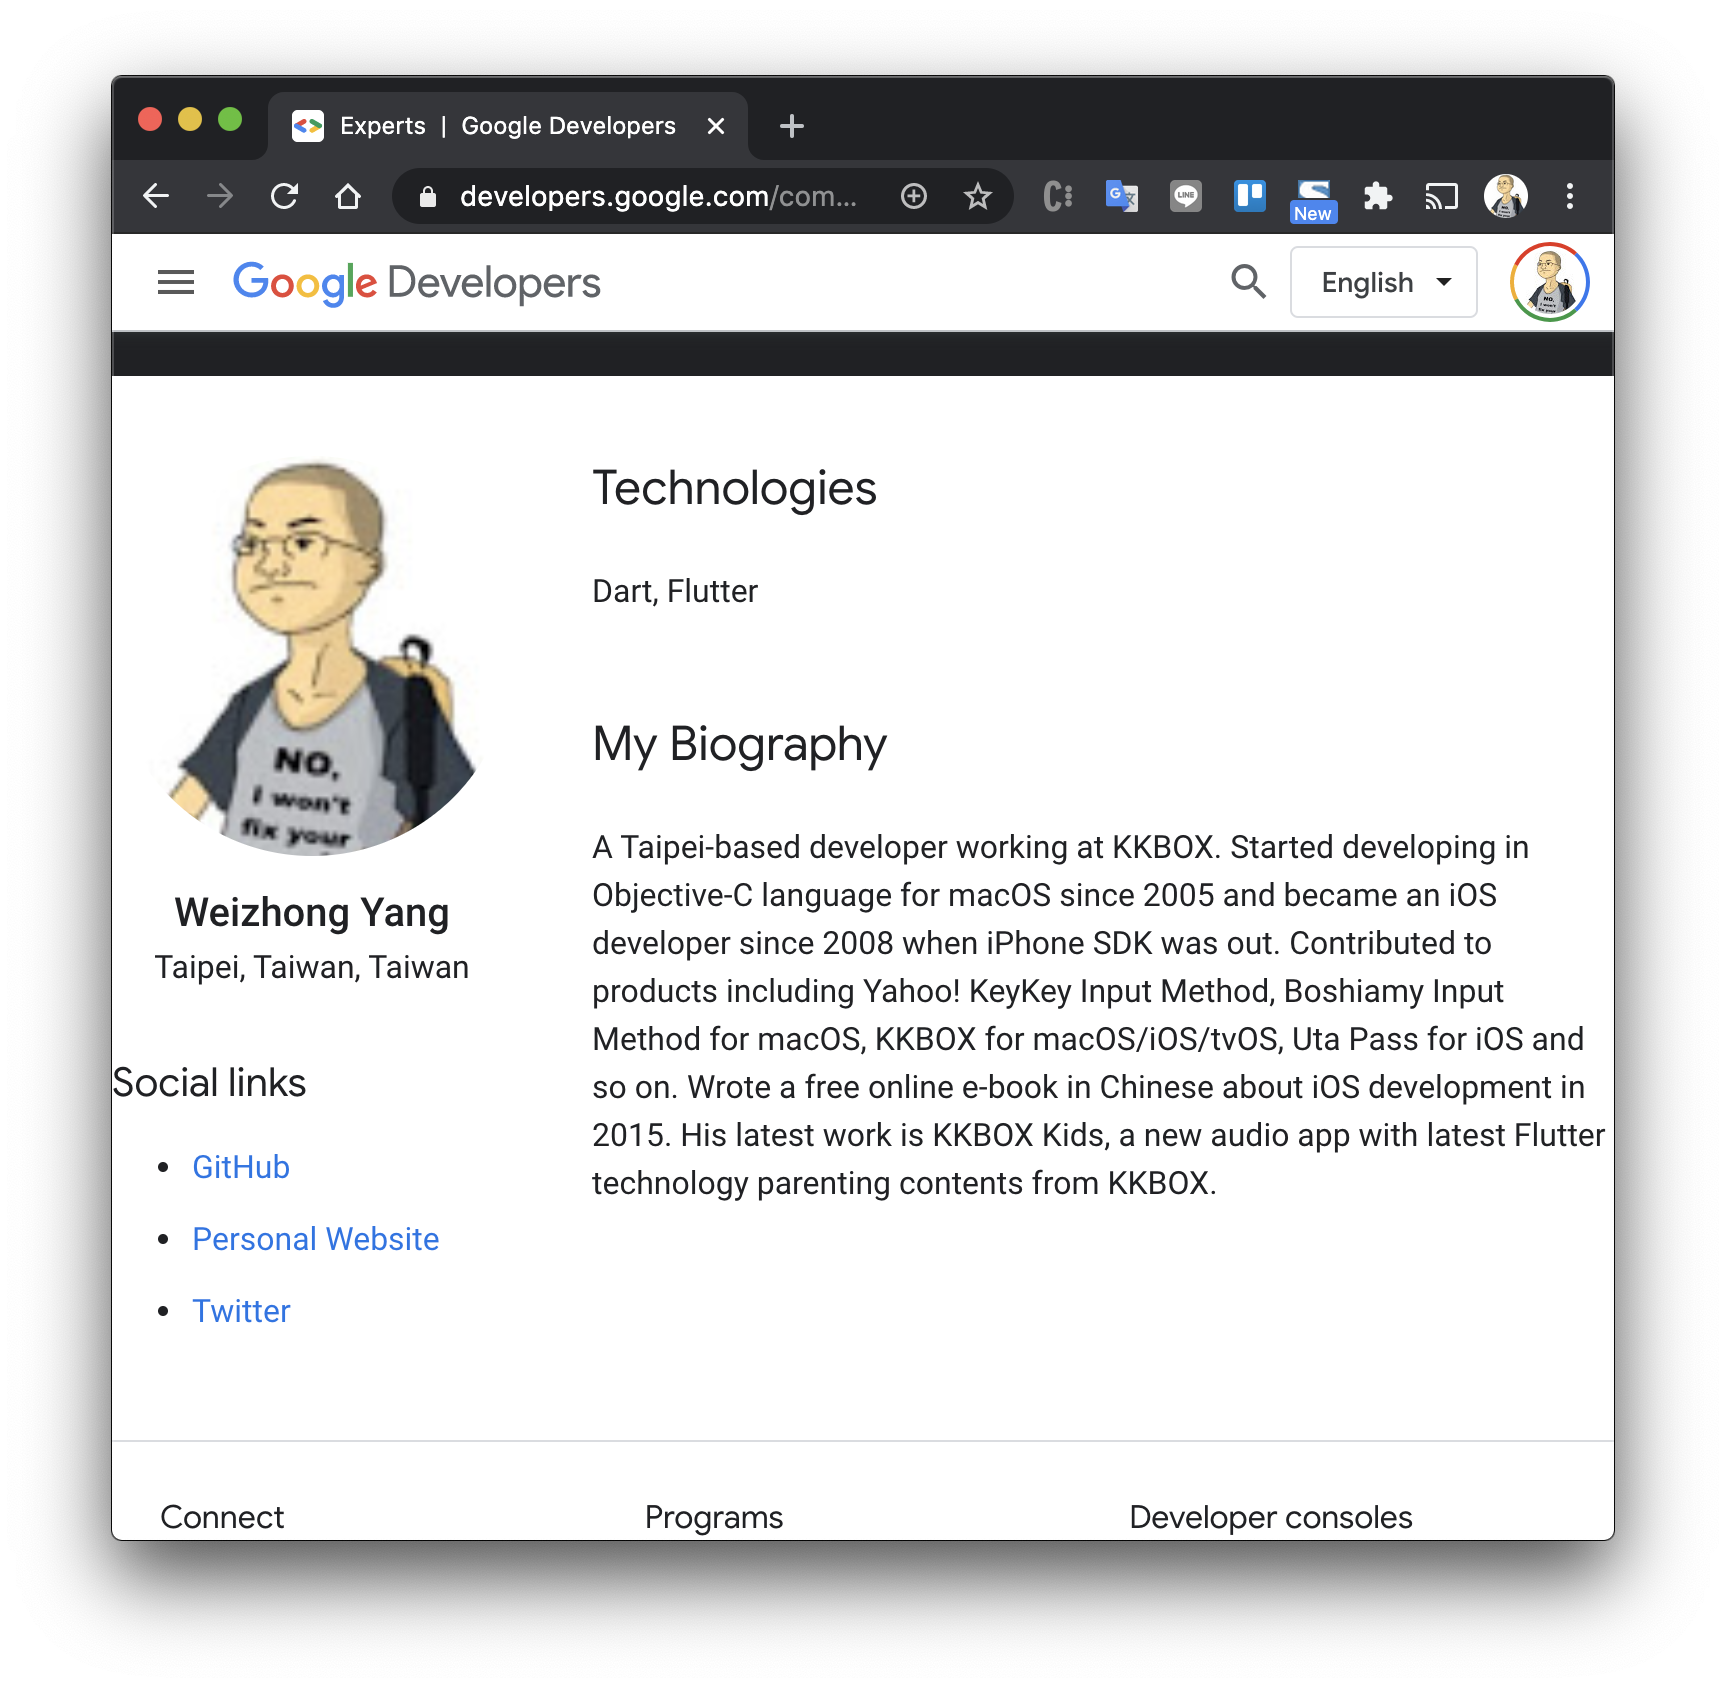 Experts | Google Developers
developers.google.com/com...
LINE
New
Google Developers
English
NO,
i won't
fix your
Weizhong Yang
Taipei, Taiwan, Taiwan
Social links
GitHub
Personal Website
Twitter
Technologies
Dart, Flutter
My Biography
A Taipei-based developer working at KKBOX. Started developing in
Objective-C language for macOS since 2005 and became an iOS
developer since 2008 when iPhone SDK was out. Contributed to
products including Yahoo! KeyKey Input Method, Boshiamy Input
Method for macOS, KKBOX for macOS/iOS/tvOS, Uta Pass for iOS and
so on. Wrote a free online e-book in Chinese about iOS development in
2015. His latest work is KKBOX Kids, a new audio app with latest Flutter
technology parenting contents from KKBOX.
Connect
Programs
Developer consoles